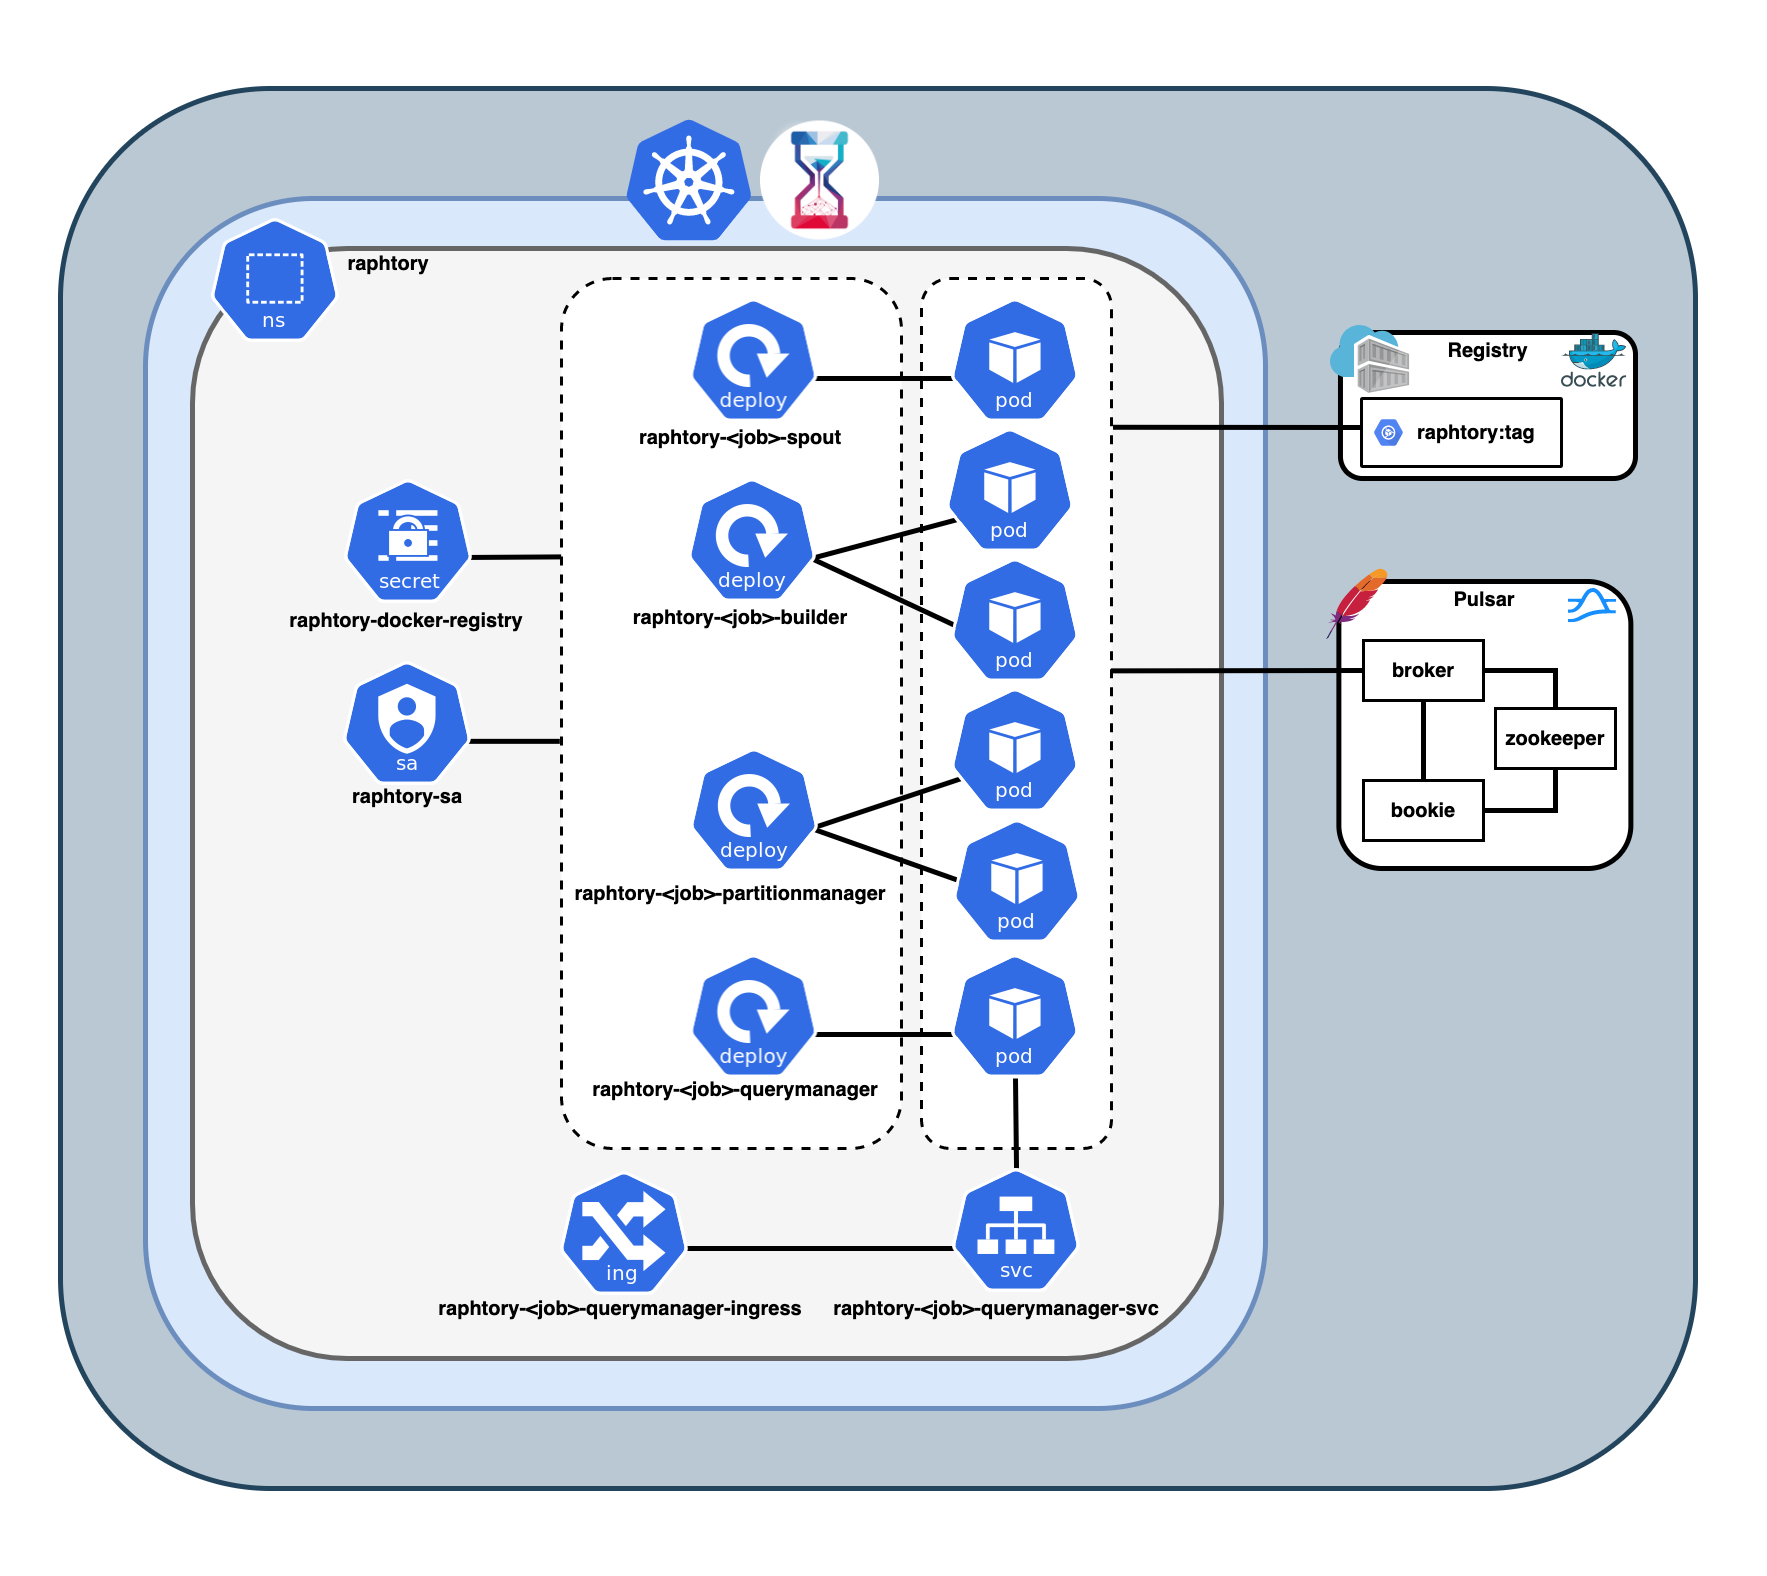 raphtory
ns
deploy
raphtory-<job>-spout
pod
pod
secret
raphtory-docker-registry
deploy
raphtory-<job>-builder
pod
sa
raphtory-sa
pod
deploy
raphtory-<job>-partitionmanager
pod
deploy
raphtory-<job>-querymanager
pod
ing
raphtory-<job>-querymanager-ingress
svc
raphtory-<job>-querymanager-svc
Registry
docker
raphtory:tag
Pulsar
broker
zookeeper
bookie